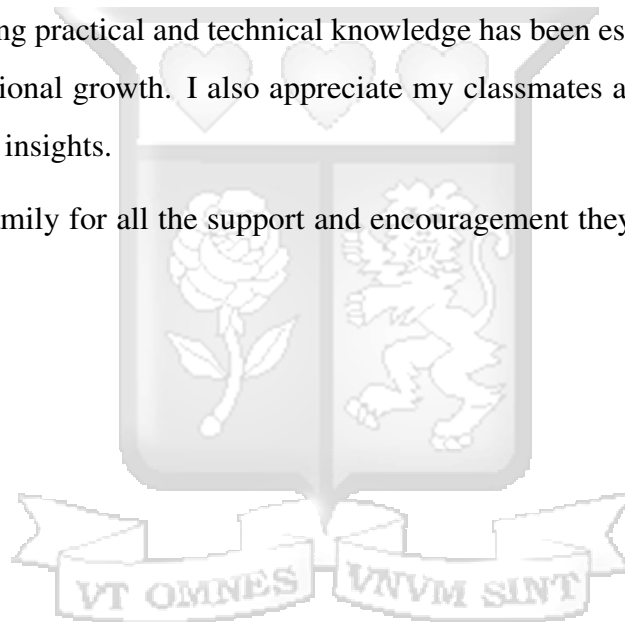 ng practical and technical knowledge has been es
ional growth. I also appreciate my classmates a
insights.
mily for all the support and encouragement they
VT OMNES VNVM SINT